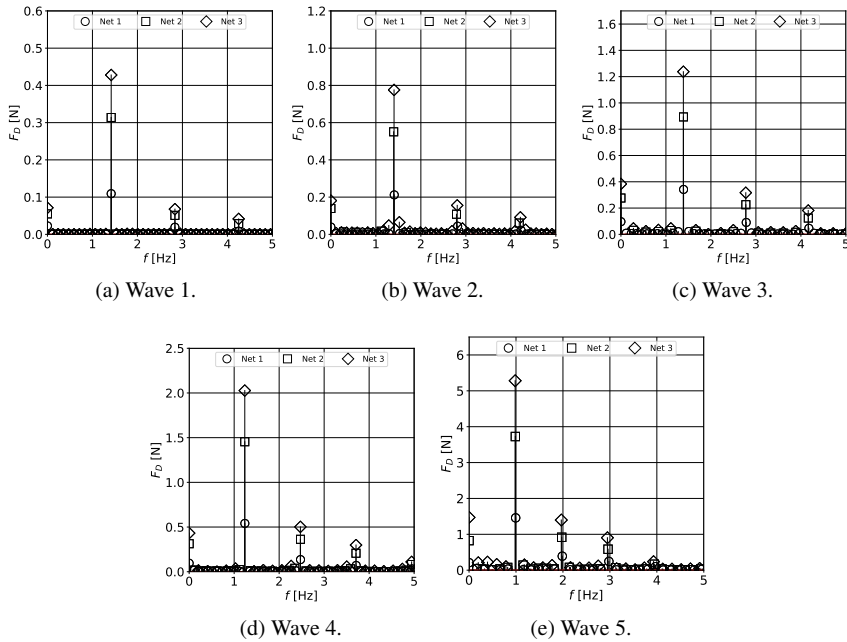 0.6
0.5
0.4
0.3
0.2
0.1
0.0
F_D [N]
Net 1 Net 2 Net 3
0 1 2 3 4 5
f [Hz]
(a) Wave 1.
1.2
1.0
0.8
0.6
0.4
0.2
0.0
F_D [N]
Net 1 Net 2 Net 3
0 1 2 3 4 5
f [Hz]
(b) Wave 2.
1.6
1.4
1.2
1.0
0.8
0.6
0.4
0.2
0.0
F_D [N]
Net 1 Net 2 Net 3
0 1 2 3 4 5
f [Hz]
(c) Wave 3.
2.5
2.0
1.5
1.0
0.5
0.0
F_D [N]
Net 1 Net 2 Net 3
0 1 2 3 4 5
f [Hz]
(d) Wave 4.
6
5
4
3
2
1
0
F_D [N]
Net 1 Net 2 Net 3
0 1 2 3 4 5
f [Hz]
(e) Wave 5.